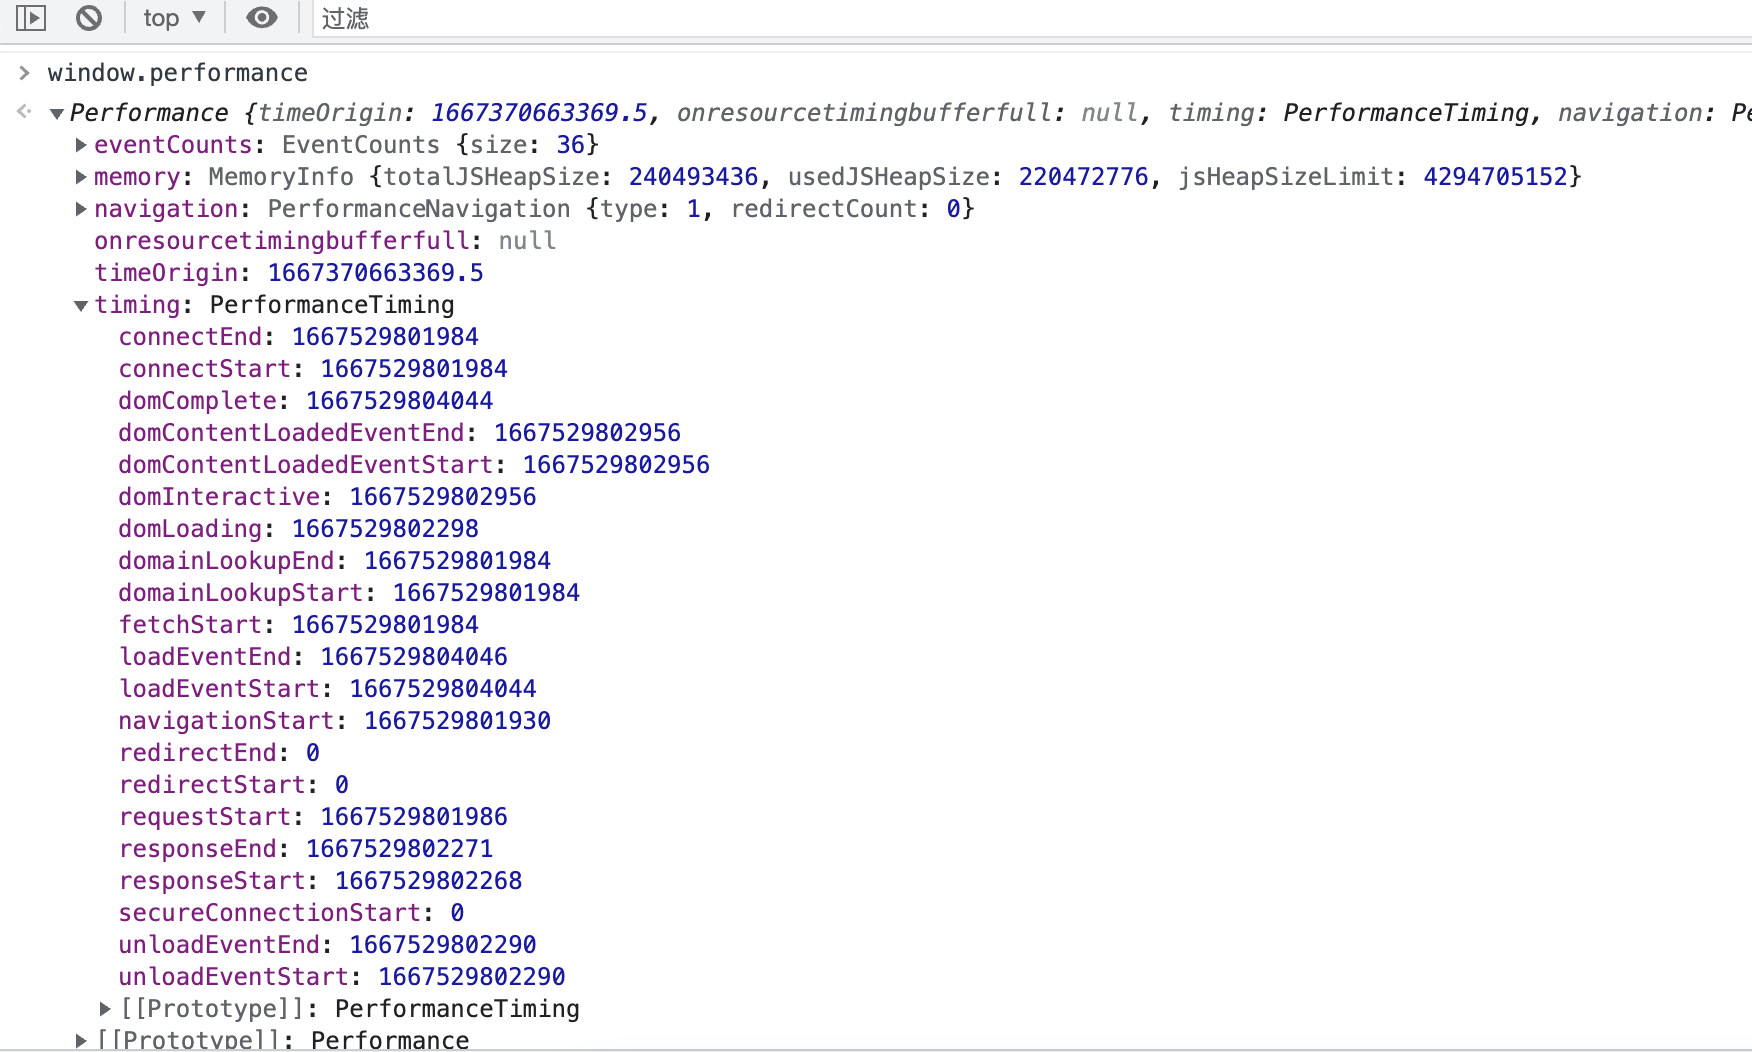 top ▼ 过滤
window.performance
Performance {timeOrigin: 1667370663369.5, onresourcetimingbufferfull: null, timing: PerformanceTiming, navigation:
eventCounts: EventCounts {size: 36}
memory: MemoryInfo {totalJSHeapSize: 240493436, usedJSHeapSize: 220472776, jsHeapSizeLimit: 4294705152}
navigation: PerformanceNavigation {type: 1, redirectCount: 0}
onresourcetimingbufferfull: null
timeOrigin: 1667370663369.5
timing: PerformanceTiming
connectEnd: 1667529801984
connectStart: 1667529801984
domComplete: 1667529804044
domContentLoadedEventEnd: 1667529802956
domContentLoadedEventStart: 1667529802956
domInteractive: 1667529802956
domLoading: 1667529802298
domainLookupEnd: 1667529801984
domainLookupStart: 1667529801984
fetchStart: 1667529801984
loadEventEnd: 1667529804046
loadEventStart: 1667529804044
navigationStart: 1667529801930
redirectEnd: 0
redirectStart: 0
requestStart: 1667529801986
responseEnd: 1667529802271
responseStart: 1667529802268
secureConnectionStart: 0
unloadEventEnd: 1667529802290
unloadEventStart: 1667529802290
[[Prototype]]: PerformanceTiming
[[Prototype]]: Performance